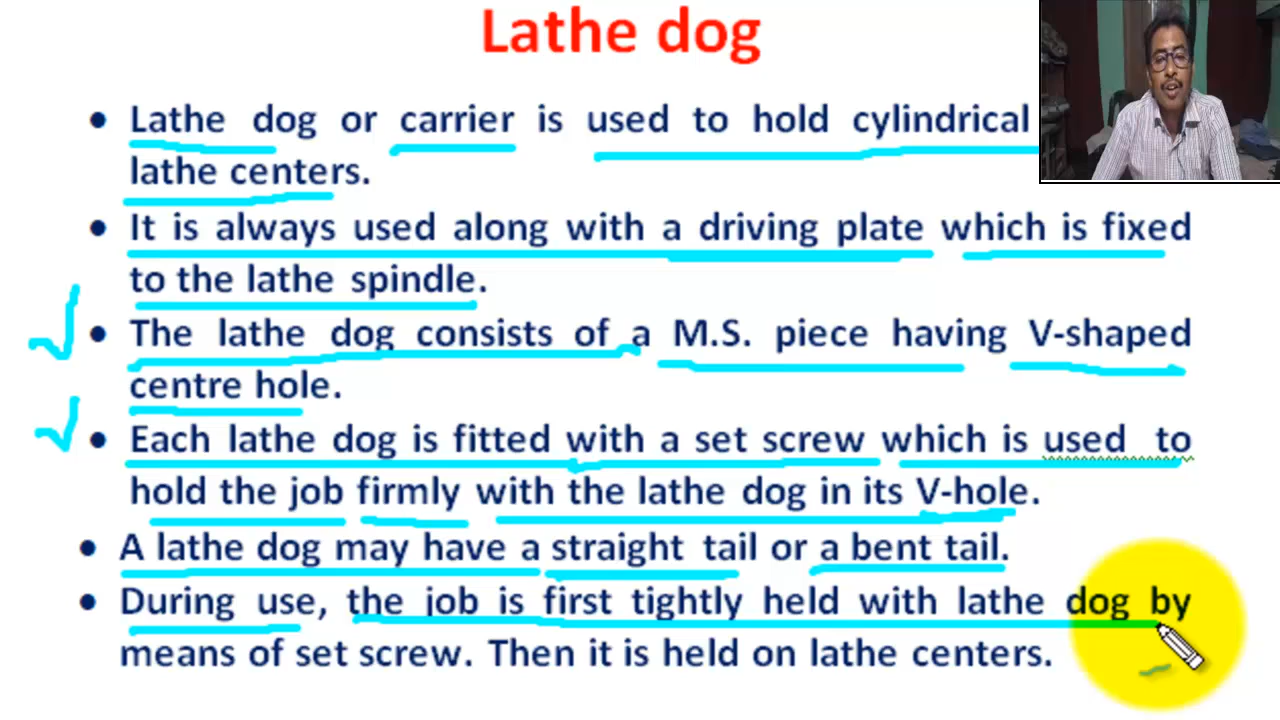 Lathe dog
• Lathe dog or carrier is used to hold cylindrical
lathe centers.
• It is always used along with a driving plate which is fixed
to the lathe spindle.
• The lathe dog consists of a M.S. piece having V-shaped
centre hole.
• Each lathe dog is fitted with a set screw which is used to
hold the job firmly with the lathe dog in its V-hole.
• A lathe dog may have a straight tail or a bent tail.
• During use, the job is first tightly held with lathe dog by
means of set screw. Then it is held on lathe centers.